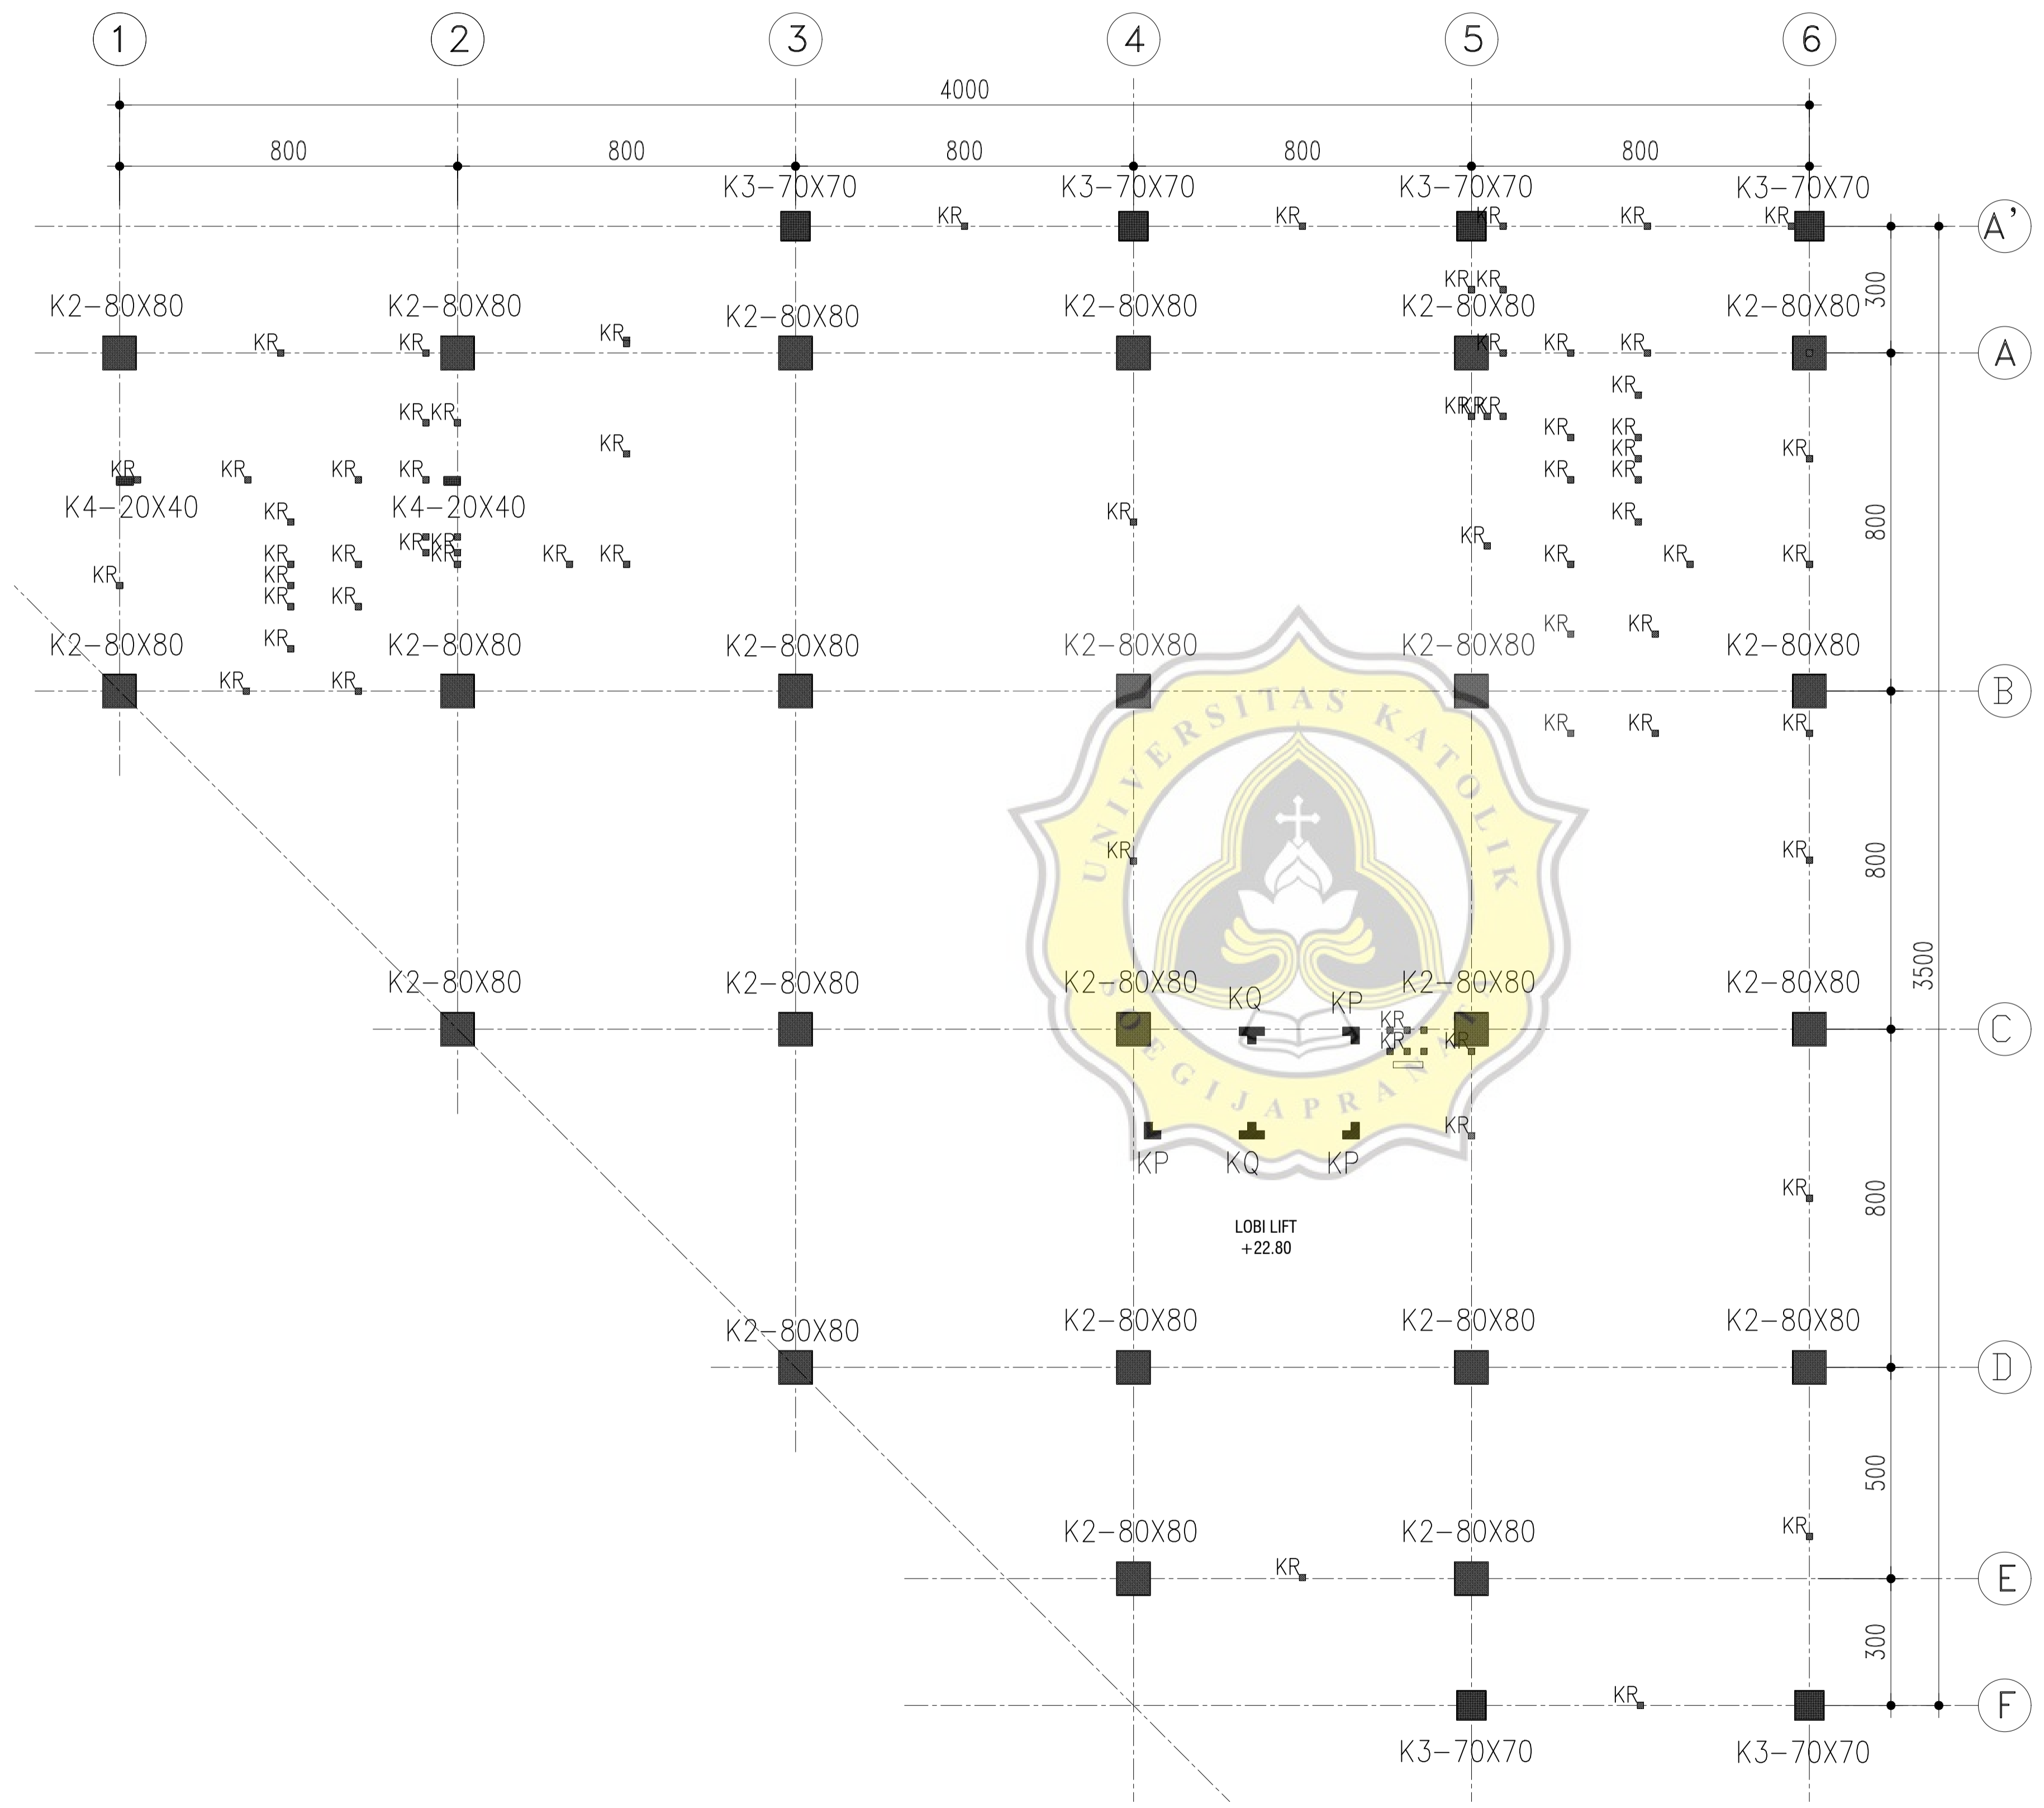 1 2 3 4 5 6
4000
800 800 800 800 800
K3-70X70 K3-70X70 K3-70X70 K3-70X70
KR KR KR KR KR A'
KR KR 300
K2-80X80 K2-80X80 K2-80X80 K2-80X80 K2-80X80 K2-80X80
KR KR KR KR KR KR A
KR
KR KR KR KR KR
KR KR KR
KR KR
KR KR KR KR KR KR
K4-20X40 K4-20X40
KR KR KR 800
KR KR KR
KR KR KR KR KR KR KR KR
KR KR
KR KR
KR KR KR
K2-80X80 K2-80X80 K2-80X80 K2-80X80 K2-80X80 K2-80X80
KR KR B
UNIVERSITAS KATOLIK
KR KR KR
KR KR 800
3500
K2-80X80 K2-80X80 K2-80X80 K2-80X80 K2-80X80
KQ KP
KR C
KR KR
SOEGIJAPRANATA
KR
KP KQ KP
KR 800
LOBI LIFT
+22.80
K2-80X80 K2-80X80 K2-80X80 K2-80X80
D
500
K2-80X80 K2-80X80 KR
KR E
300
KR F
K3-70X70 K3-70X70